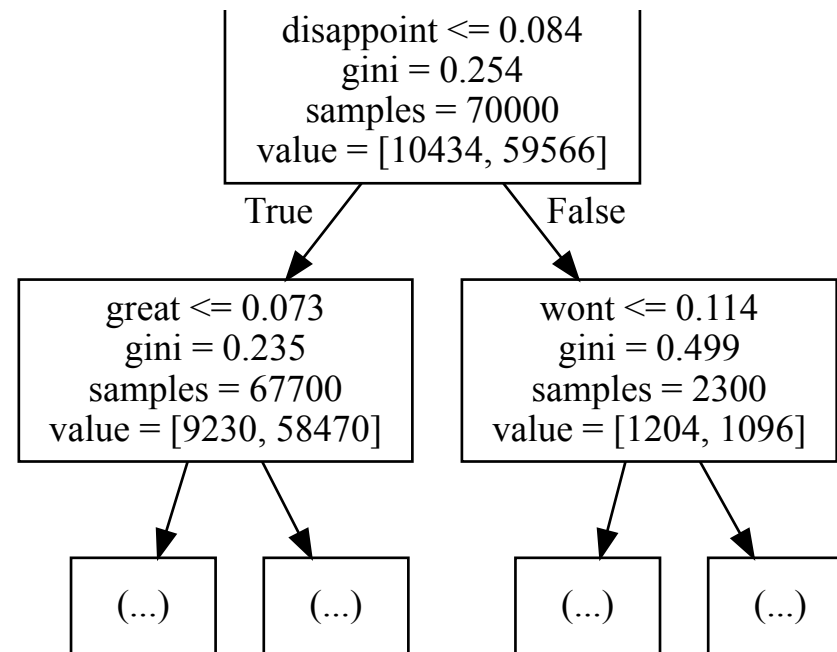 disappoint <= 0.084
gini = 0.254
samples = 70000
value = [10434, 59566]
True
False
great <= 0.073
gini = 0.235
samples = 67700
value = [9230, 58470]
wont <= 0.114
gini = 0.499
samples = 2300
value = [1204, 1096]
(...)
(...)
(...)
(...)